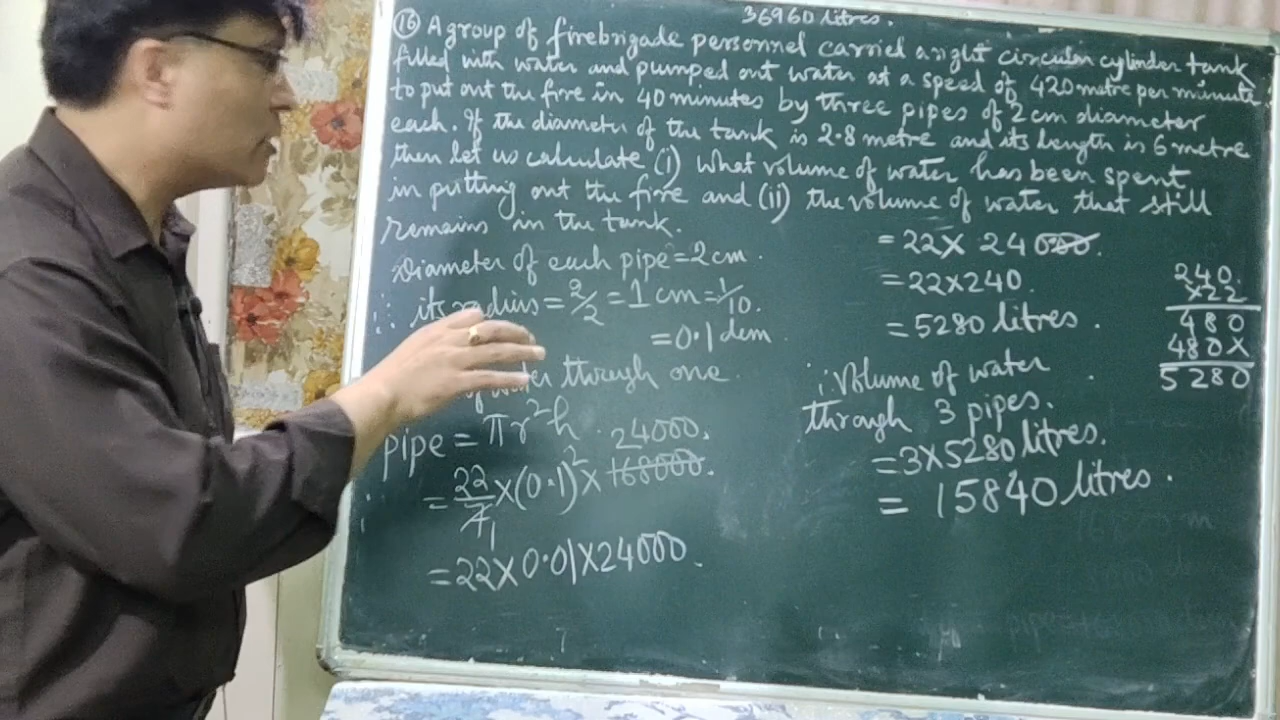 36960 litres.
(16) A group of firebrigade personnel carried a right circular cylinder tank
filled with water and pumped out water at a speed of 420 metre per minute
to put out the fire in 40 minutes by three pipes of 2 cm diameter
each. If the diameter of the tank is 2.8 metre and its length is 6 metre
then let us calculate (i) What volume of water has been spent
in putting out the fire and (ii) the volume of water that still
remains in the tank.
Diameter of each pipe = 2 cm.
∴ its radius = 2/2 = 1 cm = 1/10.
= 0.1 dcm
of water through one
pipe = πr²h
24000.
= 22/7 1 × (0.1)² × 168000.
= 22 × 0.01 × 24000.
= 22 × 24000.
= 22 × 240.
= 5280 litres.
∴ Volume of water
through 3 pipes.
= 3 × 5280 litres.
= 15840 litres.
240.
× 22
480
480X
5280